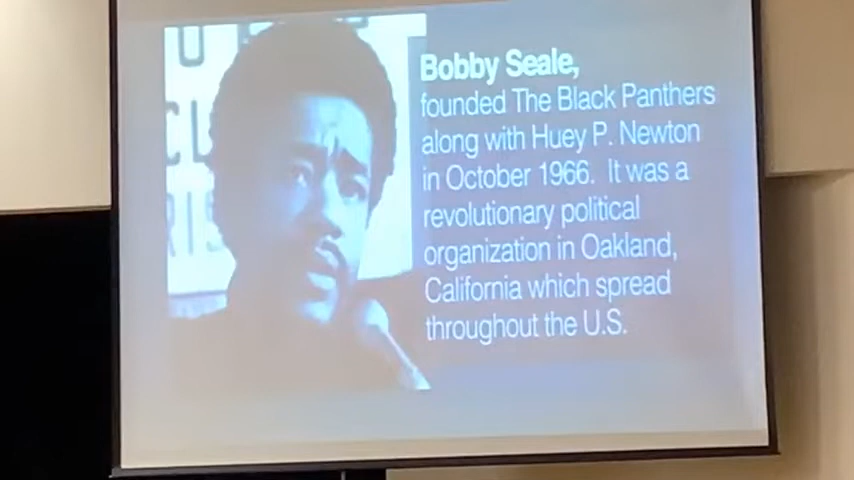 Bobby Seale,
founded The Black Panthers
along with Huey P. Newton
in October 1966. It was a
revolutionary political
organization in Oakland,
California which spread
throughout the U.S.